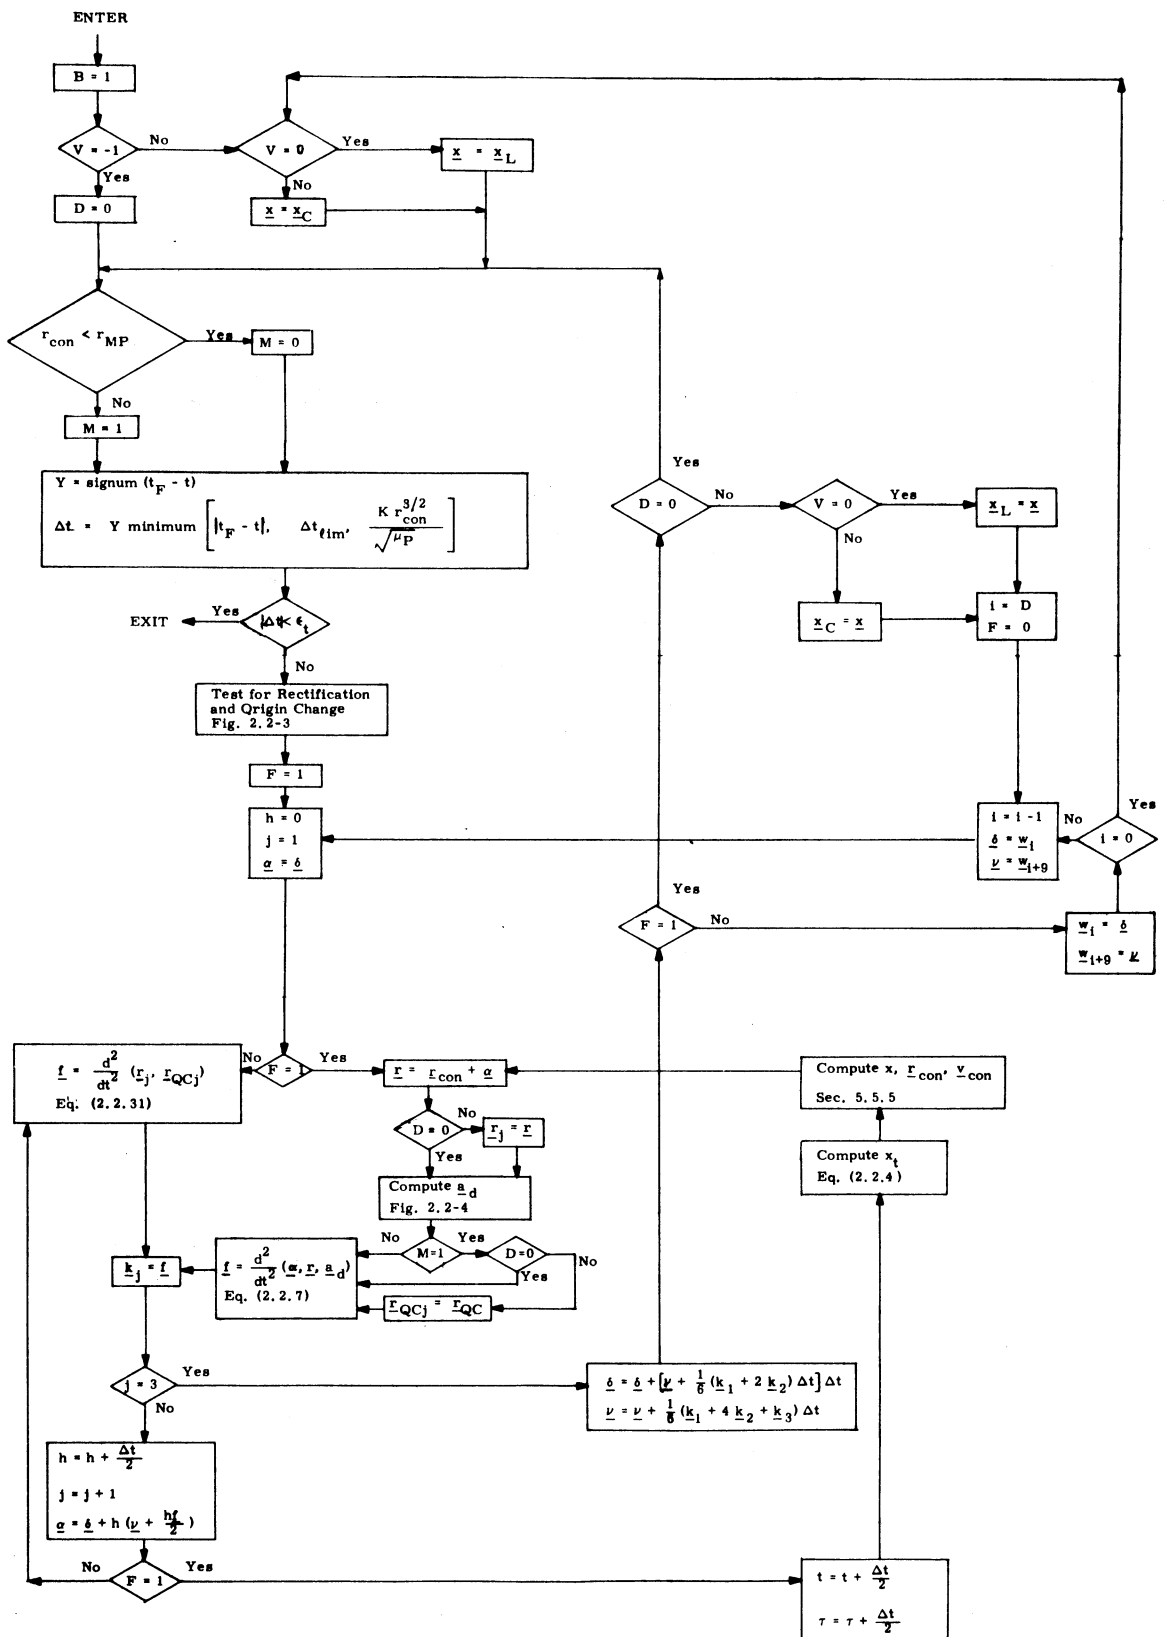 ENTER
B = 1
V = -1
No
Yes
V = 0
Yes
x = x_L
No
x = x_C
D = 0
r_con < r_MP
Yes
M = 0
No
M = 1
Y = signum (t_F - t)
Δt = Y minimum [|t_F - t|, Δt_ℓim, K r_con^3/2 / √μ_P]
|Δt| < ϵ_t
Yes
EXIT
No
Test for Rectification
and Qrigin Change
Fig. 2.2-3
F = 1
h = 0
j = 1
α = δ
Yes
D = 0
No
V = 0
Yes
x_L = x
No
x_C = x
i = D
F = 0
i = i - 1
δ = w_i
ν = w_i+9
No
i = 0
Yes
Yes
F = 1
No
w_i = δ
w_i+9 = ν
f = d²/dt² (r_j, r_QCj)
Eq. (2.2.31)
No
F = 1
Yes
r = r_con + α
Compute x, r_con, v_con
Sec. 5.5.5
D = 0
No
r_j = r
Yes
Compute a_d
Fig. 2.2-4
Compute x_t
Eq. (2.2.4)
k_j = f
f = d²/dt² (α, r, a_d)
Eq. (2.2.7)
No
M=1
Yes
D=0
No
Yes
r_QCj = r_QC
j = 3
Yes
No
δ = δ + [ν + 1/6 (k_1 + 2 k_2) Δt] Δt
ν = ν + 1/6 (k_1 + 4 k_2 + k_3) Δt
h = h + Δt/2
j = j + 1
α = δ + h (ν + hf/2)
No
F = 1
Yes
t = t + Δt/2
τ = τ + Δt/2